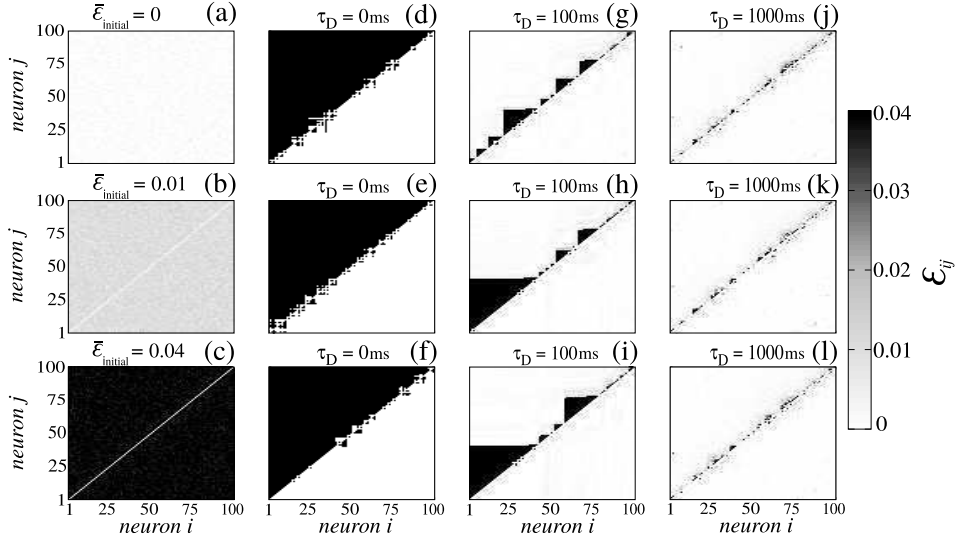 ε̄initial = 0 (a)
τD = 0ms (d)
τD = 100ms (g)
τD = 1000ms (j)
100
75
50
25
1
neuron j
ε̄initial = 0.01 (b)
τD = 0ms (e)
τD = 100ms (h)
τD = 1000ms (k)
100
75
50
25
1
neuron j
ε̄initial = 0.04 (c)
τD = 0ms (f)
τD = 100ms (i)
τD = 1000ms (l)
100
75
50
25
1
neuron j
1 25 50 75 100
neuron i
1 25 50 75 100
neuron i
1 25 50 75 100
neuron i
1 25 50 75 100
neuron i
0.04
0.03
0.02
0.01
0
εij